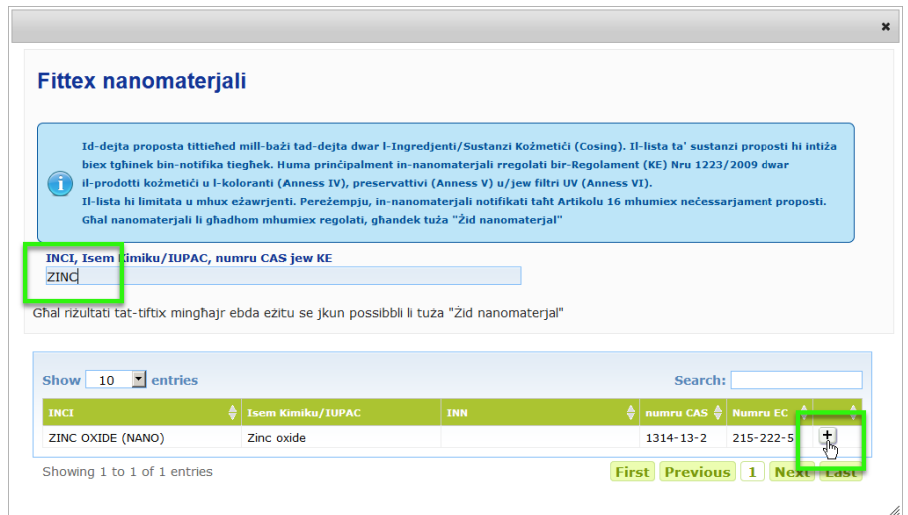 Fittex nanomaterjali
Id-dejta proposta tittieħed mill-bażi tad-dejta dwar l-Ingredjenti/Sustanzi Kożmetiċi (Cosing). Il-lista ta' sustanzi proposti hi intiża
biex tgħinek bin-notifika tiegħek. Huma prinċipalment in-nanomaterjali rregolati bir-Regolament (KE) Nru 1223/2009 dwar
il-prodotti kożmetiċi u l-koloranti (Anness IV), preservattivi (Anness V) u/jew filtri UV (Anness VI).
Il-lista hi limitata u mhux eżawrjenti. Pereżempju, in-nanomaterjali notifikati taħt Artikolu 16 mhumiex neċessarjament proposti.
Għal nanomaterjali li għadhom mhumiex regolati, għandek tuża "Żid nanomaterjal"
INCI, Isem Kimiku/IUPAC, numru CAS jew KE
ZINC
Għal riżultati tat-tiftix mingħajr ebda eżitu se jkun possibbli li tuża "Żid nanomaterjal"
Show 10 entries Search:
INCI Isem Kimiku/IUPAC INN numru CAS Numru EC
ZINC OXIDE (NANO) Zinc oxide 1314-13-2 215-222-5
Showing 1 to 1 of 1 entries First Previous 1 Next Last